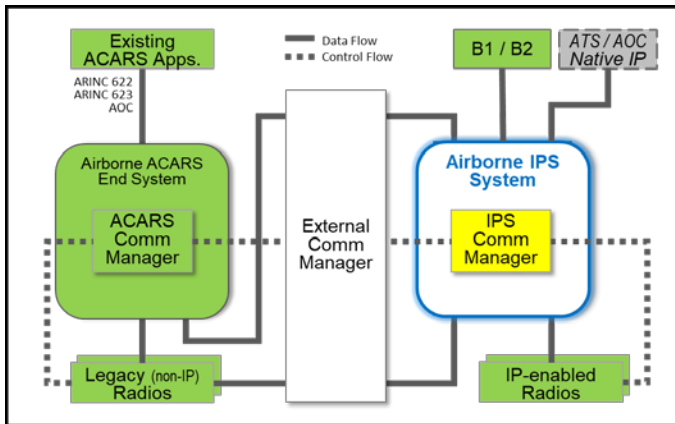 Existing
ACARS Apps.
Data Flow
Control Flow
B1 / B2
ATS / AOC
Native IP
ARINC 622
ARINC 623
AOC
Airborne ACARS
End System
Airborne IPS
System
ACARS
Comm
Manager
External
Comm
Manager
IPS
Comm
Manager
Legacy (non-IP)
Radios
IP-enabled
Radios